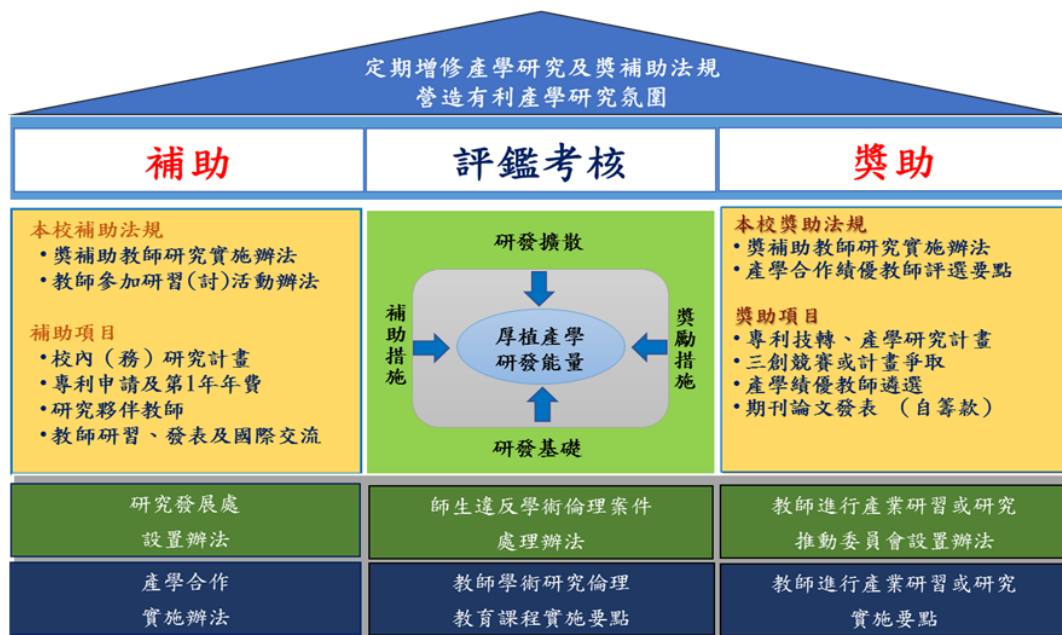 定期增修產學研究及獎補助法規
營造有利產學研究氛圍
補助
評鑑考核
獎助
本校補助法規
•獎補助教師研究實施辦法
•教師參加研習(討)活動辦法
補助項目
•校內（務）研究計畫
•專利申請及第1年年費
•研究夥伴教師
•教師研習、發表及國際交流
研發擴散
補助措施
厚植產學
研發能量
獎勵措施
研發基礎
本校獎助法規
•獎補助教師研究實施辦法
•產學合作績優教師評選要點
獎助項目
•專利技轉、產學研究計畫
•三創競賽或計畫爭取
•產學績優教師遴選
•期刊論文發表 （自籌款）
研究發展處
設置辦法
師生違反學術倫理案件
處理辦法
教師進行產業研習或研究
推動委員會設置辦法
產學合作
實施辦法
教師學術研究倫理
教育課程實施要點
教師進行產業研習或研究
實施要點